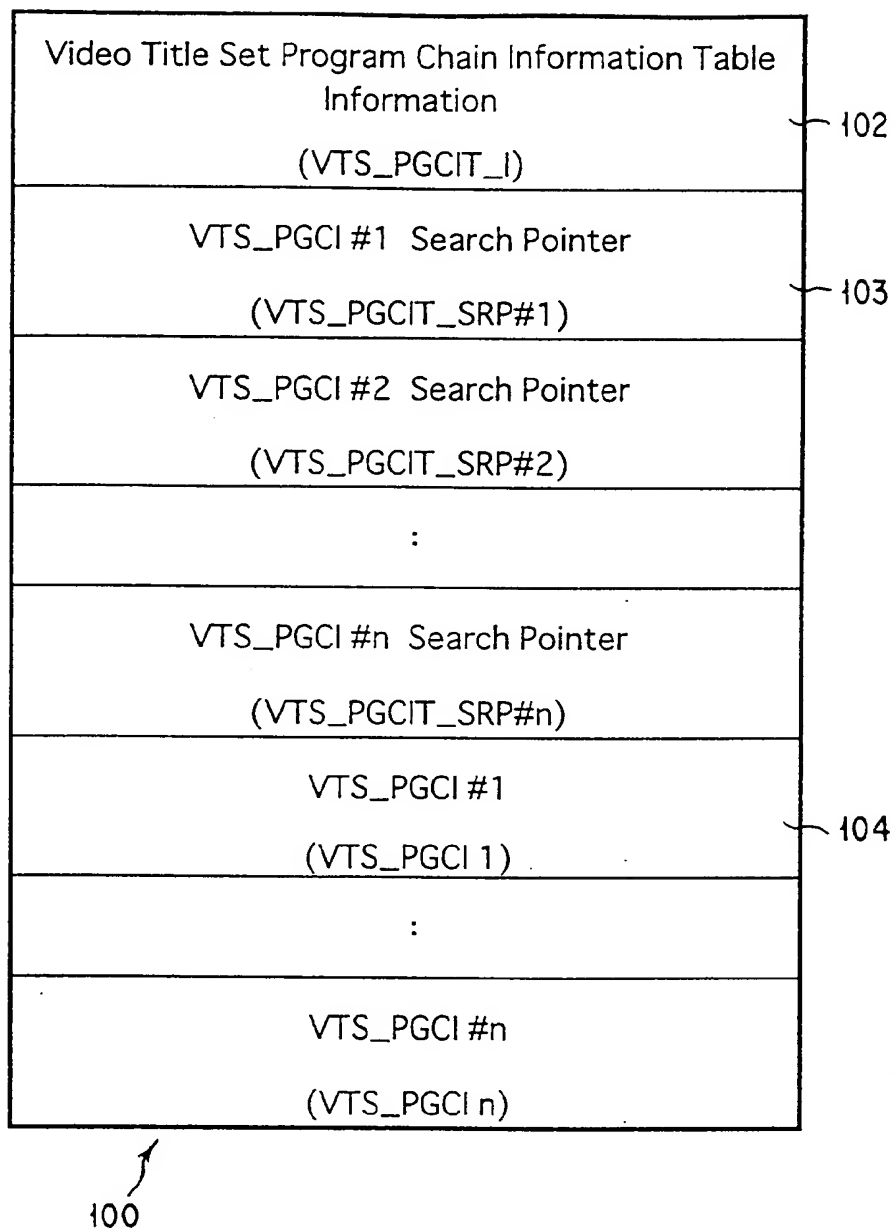 Video Title Set Program Chain Information Table
Information
(VTS_PGCIT_I)
102
VTS_PGCI #1 Search Pointer
(VTS_PGCIT_SRP#1)
103
VTS_PGCI #2 Search Pointer
(VTS_PGCIT_SRP#2)
:
VTS_PGCI #n Search Pointer
(VTS_PGCIT_SRP#n)
VTS_PGCI #1
(VTS_PGCI 1)
104
:
VTS_PGCI #n
(VTS_PGCI n)
100